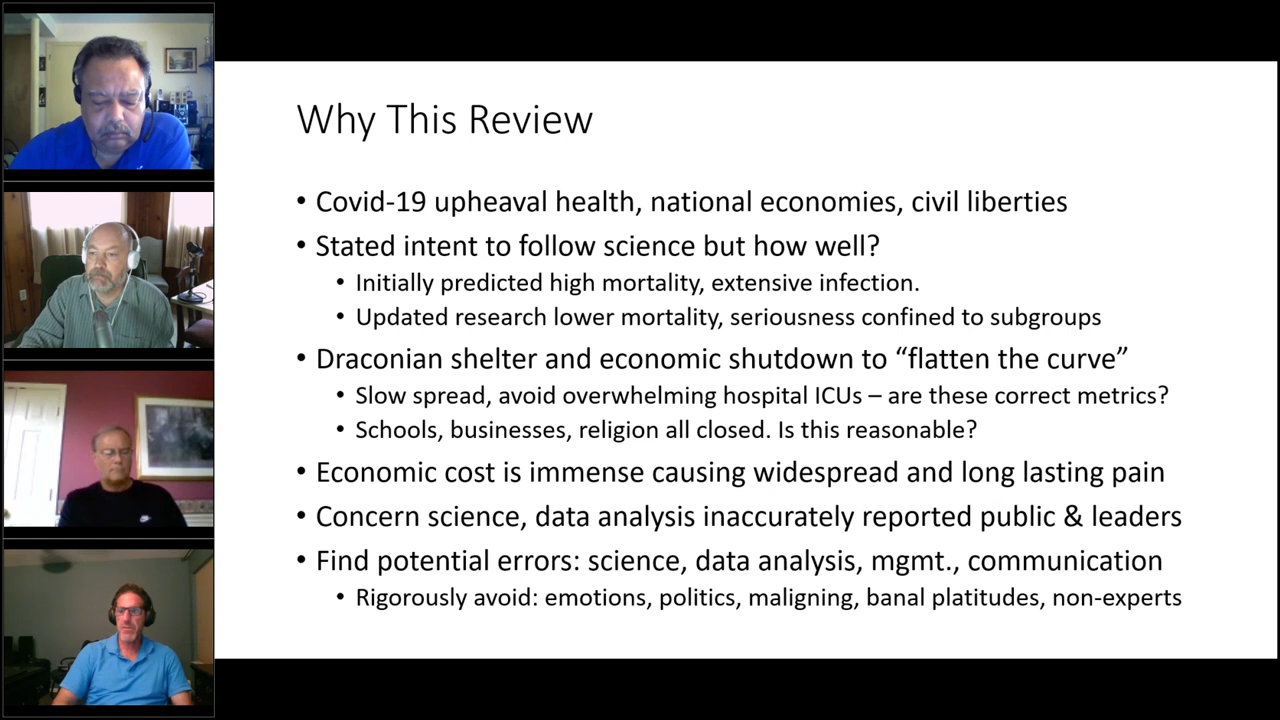 Why This Review
• Covid-19 upheaval health, national economies, civil liberties
• Stated intent to follow science but how well?
• Initially predicted high mortality, extensive infection.
• Updated research lower mortality, seriousness confined to subgroups
• Draconian shelter and economic shutdown to “flatten the curve”
• Slow spread, avoid overwhelming hospital ICUs – are these correct metrics?
• Schools, businesses, religion all closed. Is this reasonable?
• Economic cost is immense causing widespread and long lasting pain
• Concern science, data analysis inaccurately reported public & leaders
• Find potential errors: science, data analysis, mgmt., communication
• Rigorously avoid: emotions, politics, maligning, banal platitudes, non-experts